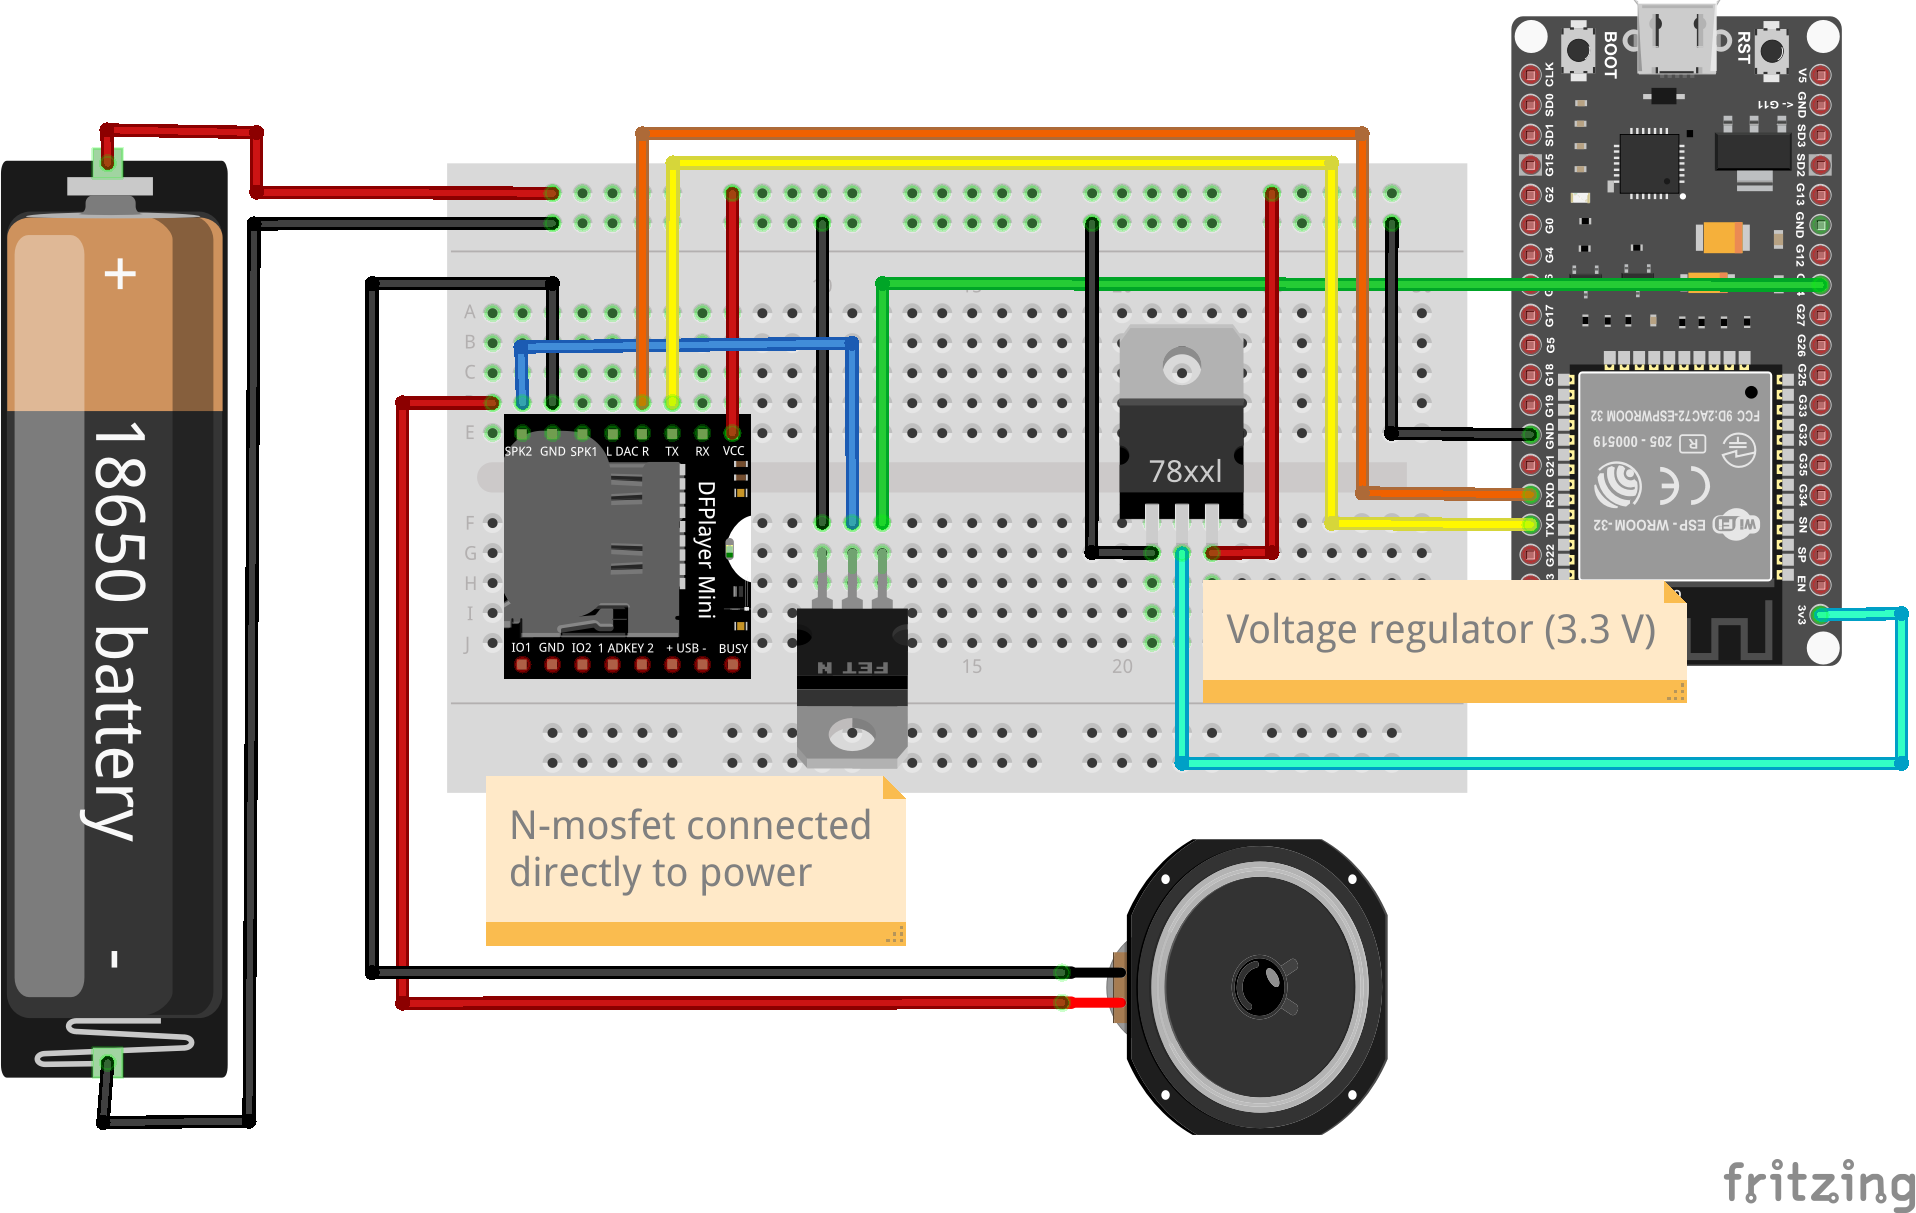 +
18650 battery
-
A
B
C
E
F
G
H
I
J
15
20
SPK2 GND SPK1 L DAC R TX RX VCC
DFPlayer Mini
IO1 GND IO2 1 ADKEY 2 + USB - BUSY
FET N
78xxl
Voltage regulator (3.3 V)
N-mosfet connected
directly to power
BOOT
RST
CLK
SD0
SD1
G15
G2
G0
G4
G17
G5
G18
G19
GND
G21
RXD
TXD
G22
V5
GND
<- G11
SD3
SD2
G13
GND
G12
G27
G26
G25
G33
G32
G35
G34
SN
SP
EN
3v3
FCC 9D:2AC72-ESPWROOM 32
205 - 000519
R
CE
WiFi
ESP - WROOM-32
fritzing